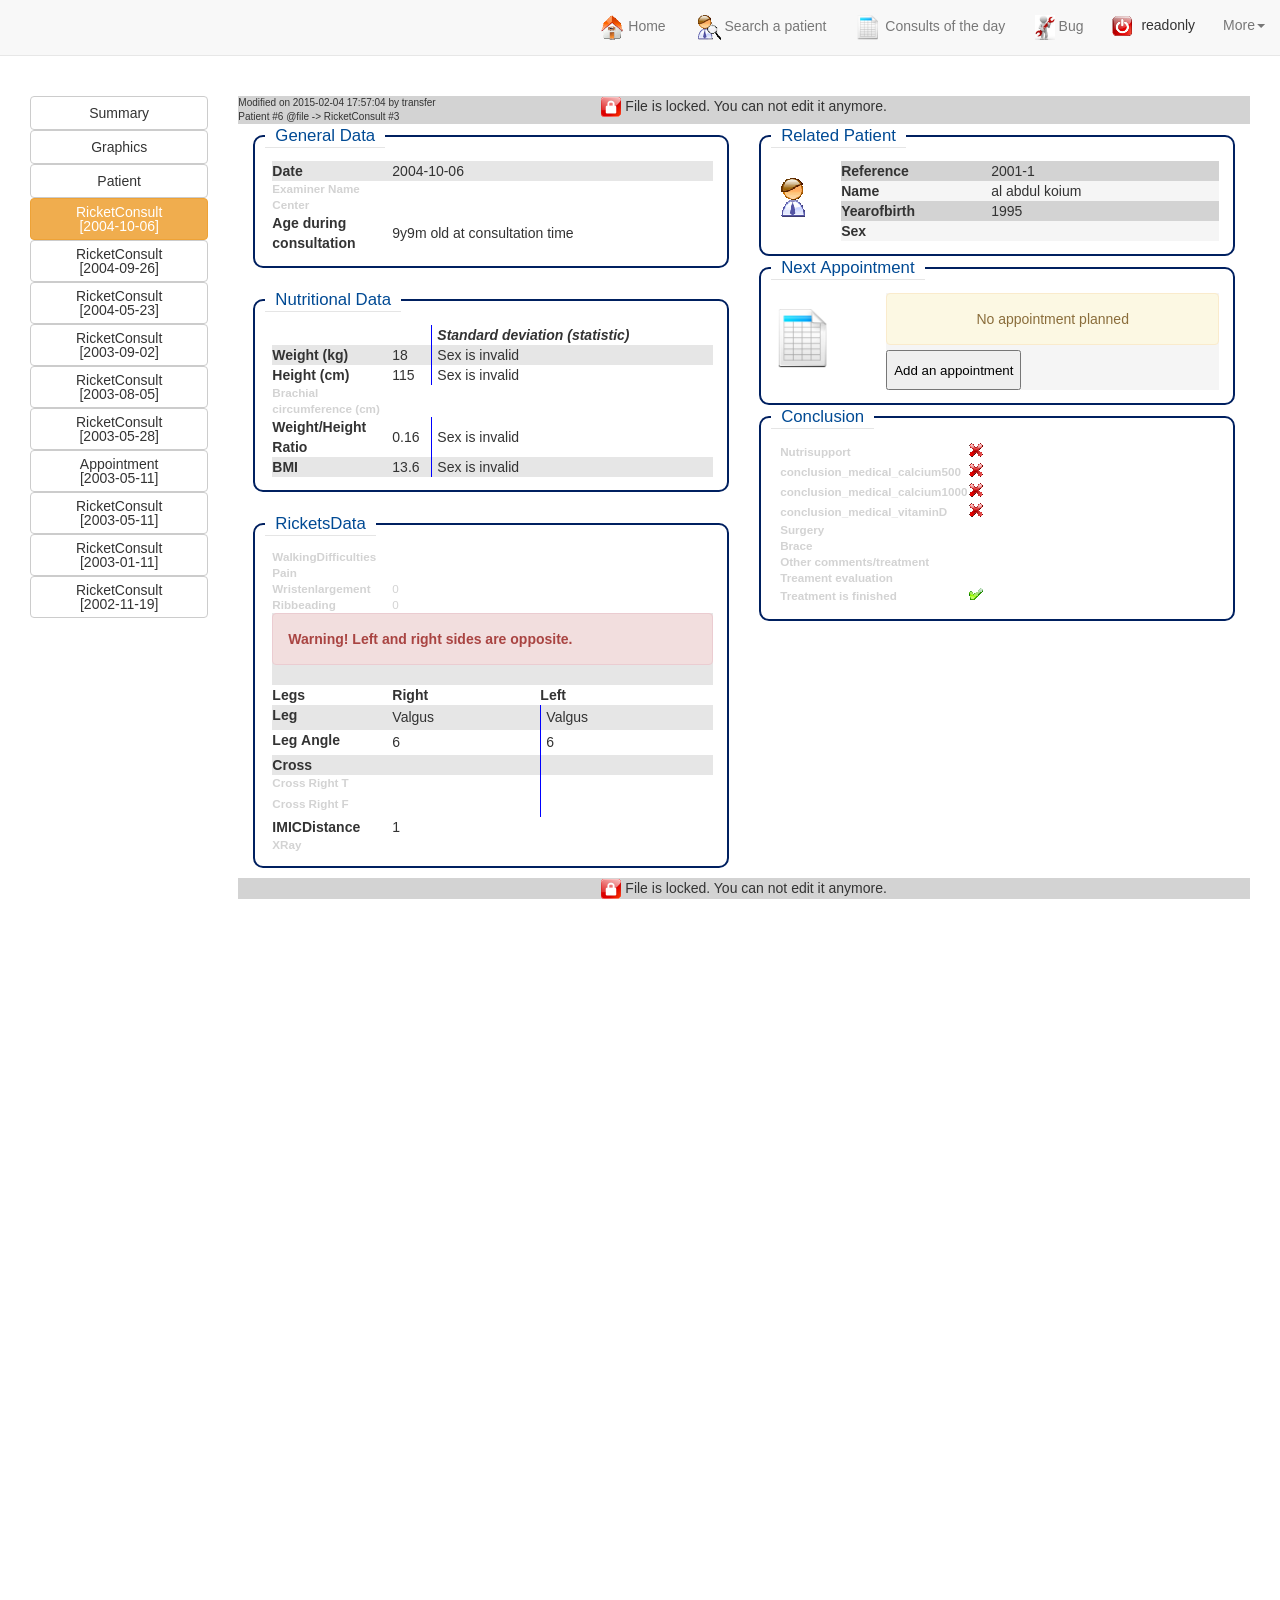 Home
Search a patient
Consults of the day
Bug
readonly
More
Summary
Graphics
Patient
RicketConsult
[2004-10-06]
RicketConsult
[2004-09-26]
RicketConsult
[2004-05-23]
RicketConsult
[2003-09-02]
RicketConsult
[2003-08-05]
RicketConsult
[2003-05-28]
Appointment
[2003-05-11]
RicketConsult
[2003-05-11]
RicketConsult
[2003-01-11]
RicketConsult
[2002-11-19]
Modified on 2015-02-04 17:57:04 by transfer
Patient #6 @file -> RicketConsult #3
File is locked. You can not edit it anymore.
General Data
Date 2004-10-06
Examiner Name
Center
Age during
consultation
9y9m old at consultation time
Nutritional Data
Standard deviation (statistic)
Weight (kg) 18 Sex is invalid
Height (cm) 115 Sex is invalid
Brachial
circumference (cm)
Weight/Height
Ratio
0.16 Sex is invalid
BMI 13.6 Sex is invalid
RicketsData
WalkingDifficulties
Pain
Wristenlargement 0
Ribbeading 0
Warning! Left and right sides are opposite.
Legs Right Left
Leg Valgus Valgus
Leg Angle 6 6
Cross
Cross Right T
Cross Right F
IMICDistance 1
XRay
Related Patient
Reference 2001-1
Name al abdul koium
Yearofbirth 1995
Sex
Next Appointment
No appointment planned
Add an appointment
Conclusion
Nutrisupport
conclusion_medical_calcium500
conclusion_medical_calcium1000
conclusion_medical_vitaminD
Surgery
Brace
Other comments/treatment
Treament evaluation
Treatment is finished
File is locked. You can not edit it anymore.